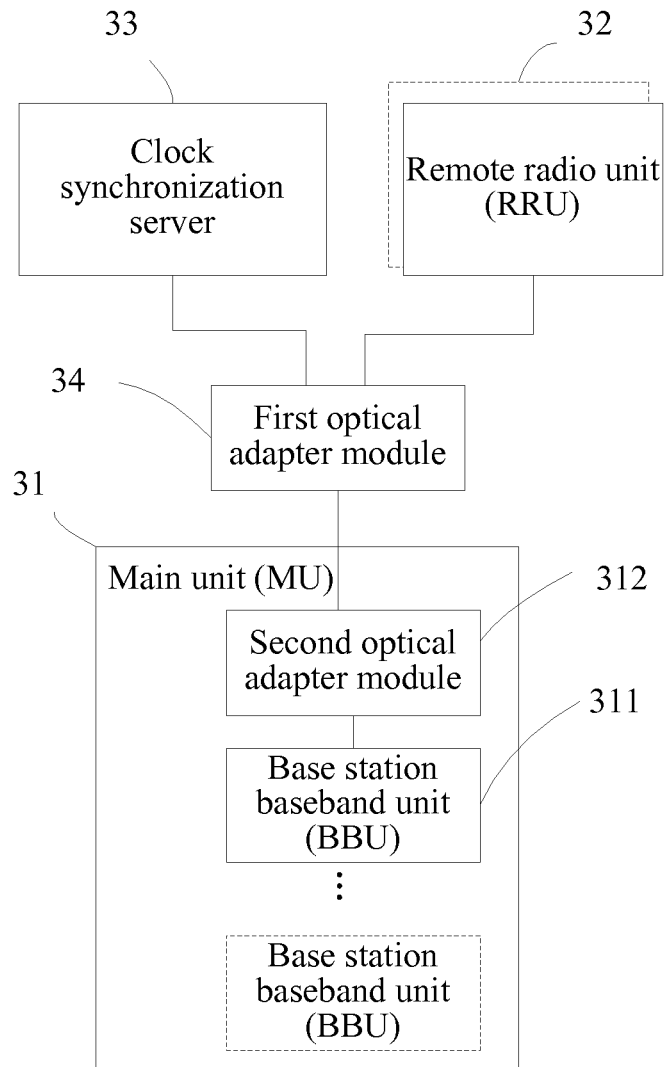 33
32
Clock
synchronization
server
Remote radio unit
(RRU)
34
First optical
adapter module
31
Main unit (MU)
312
Second optical
adapter module
311
Base station
baseband unit
(BBU)
Base station
baseband unit
(BBU)